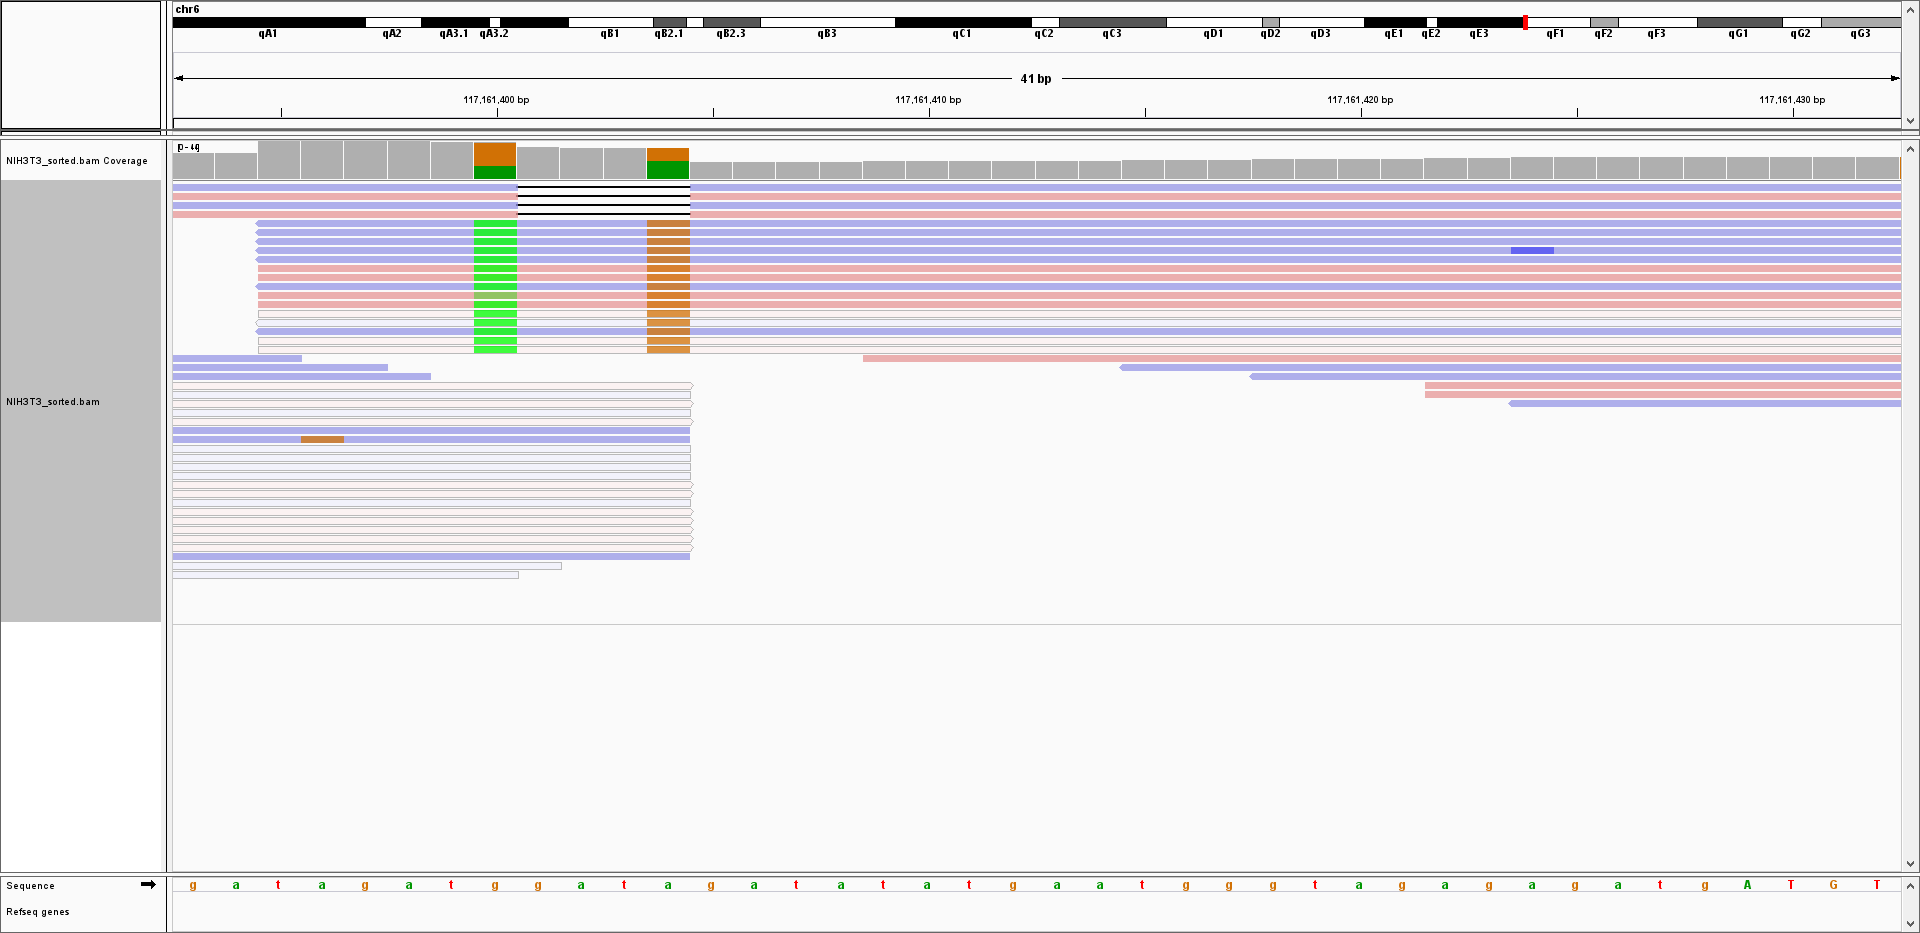 chr6
qA1 qA2 qA3.1 qA3.2 qB1 qB2.1 qB2.3 qB3 qC1 qC2 qC3 qD1 qD2 qD3 qE1 qE2 qE3 qF1 qF2 qF3 qG1 qG2 qG3
41 bp
117,161,400 bp 117,161,410 bp 117,161,420 bp 117,161,430 bp
NIH3T3_sorted.bam Coverage
NIH3T3_sorted.bam
Sequence g a t a g a t g g a t a g a t a t a t g a a t g g g t a g a g a g a t g A T G T
Refseq genes